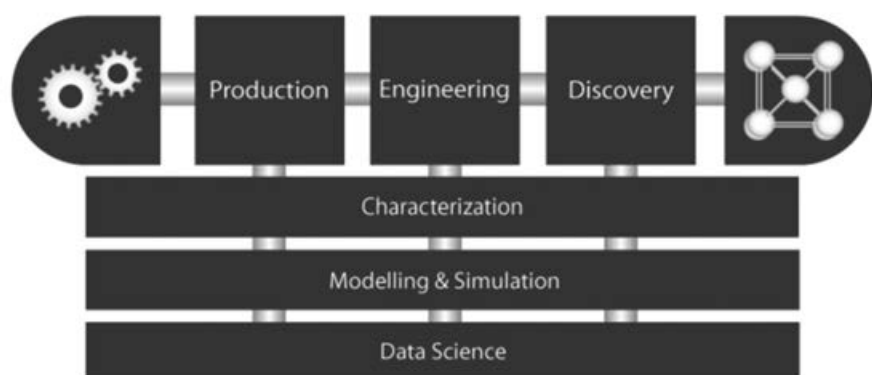 Production
Engineering
Discovery
Characterization
Modelling & Simulation
Data Science